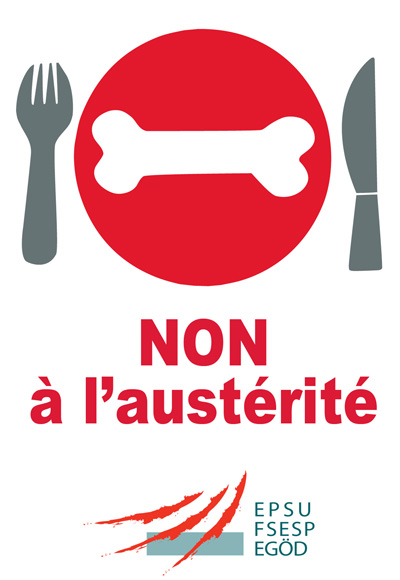 NON
à l’austérité
EPSU
FSESP
EGÖD